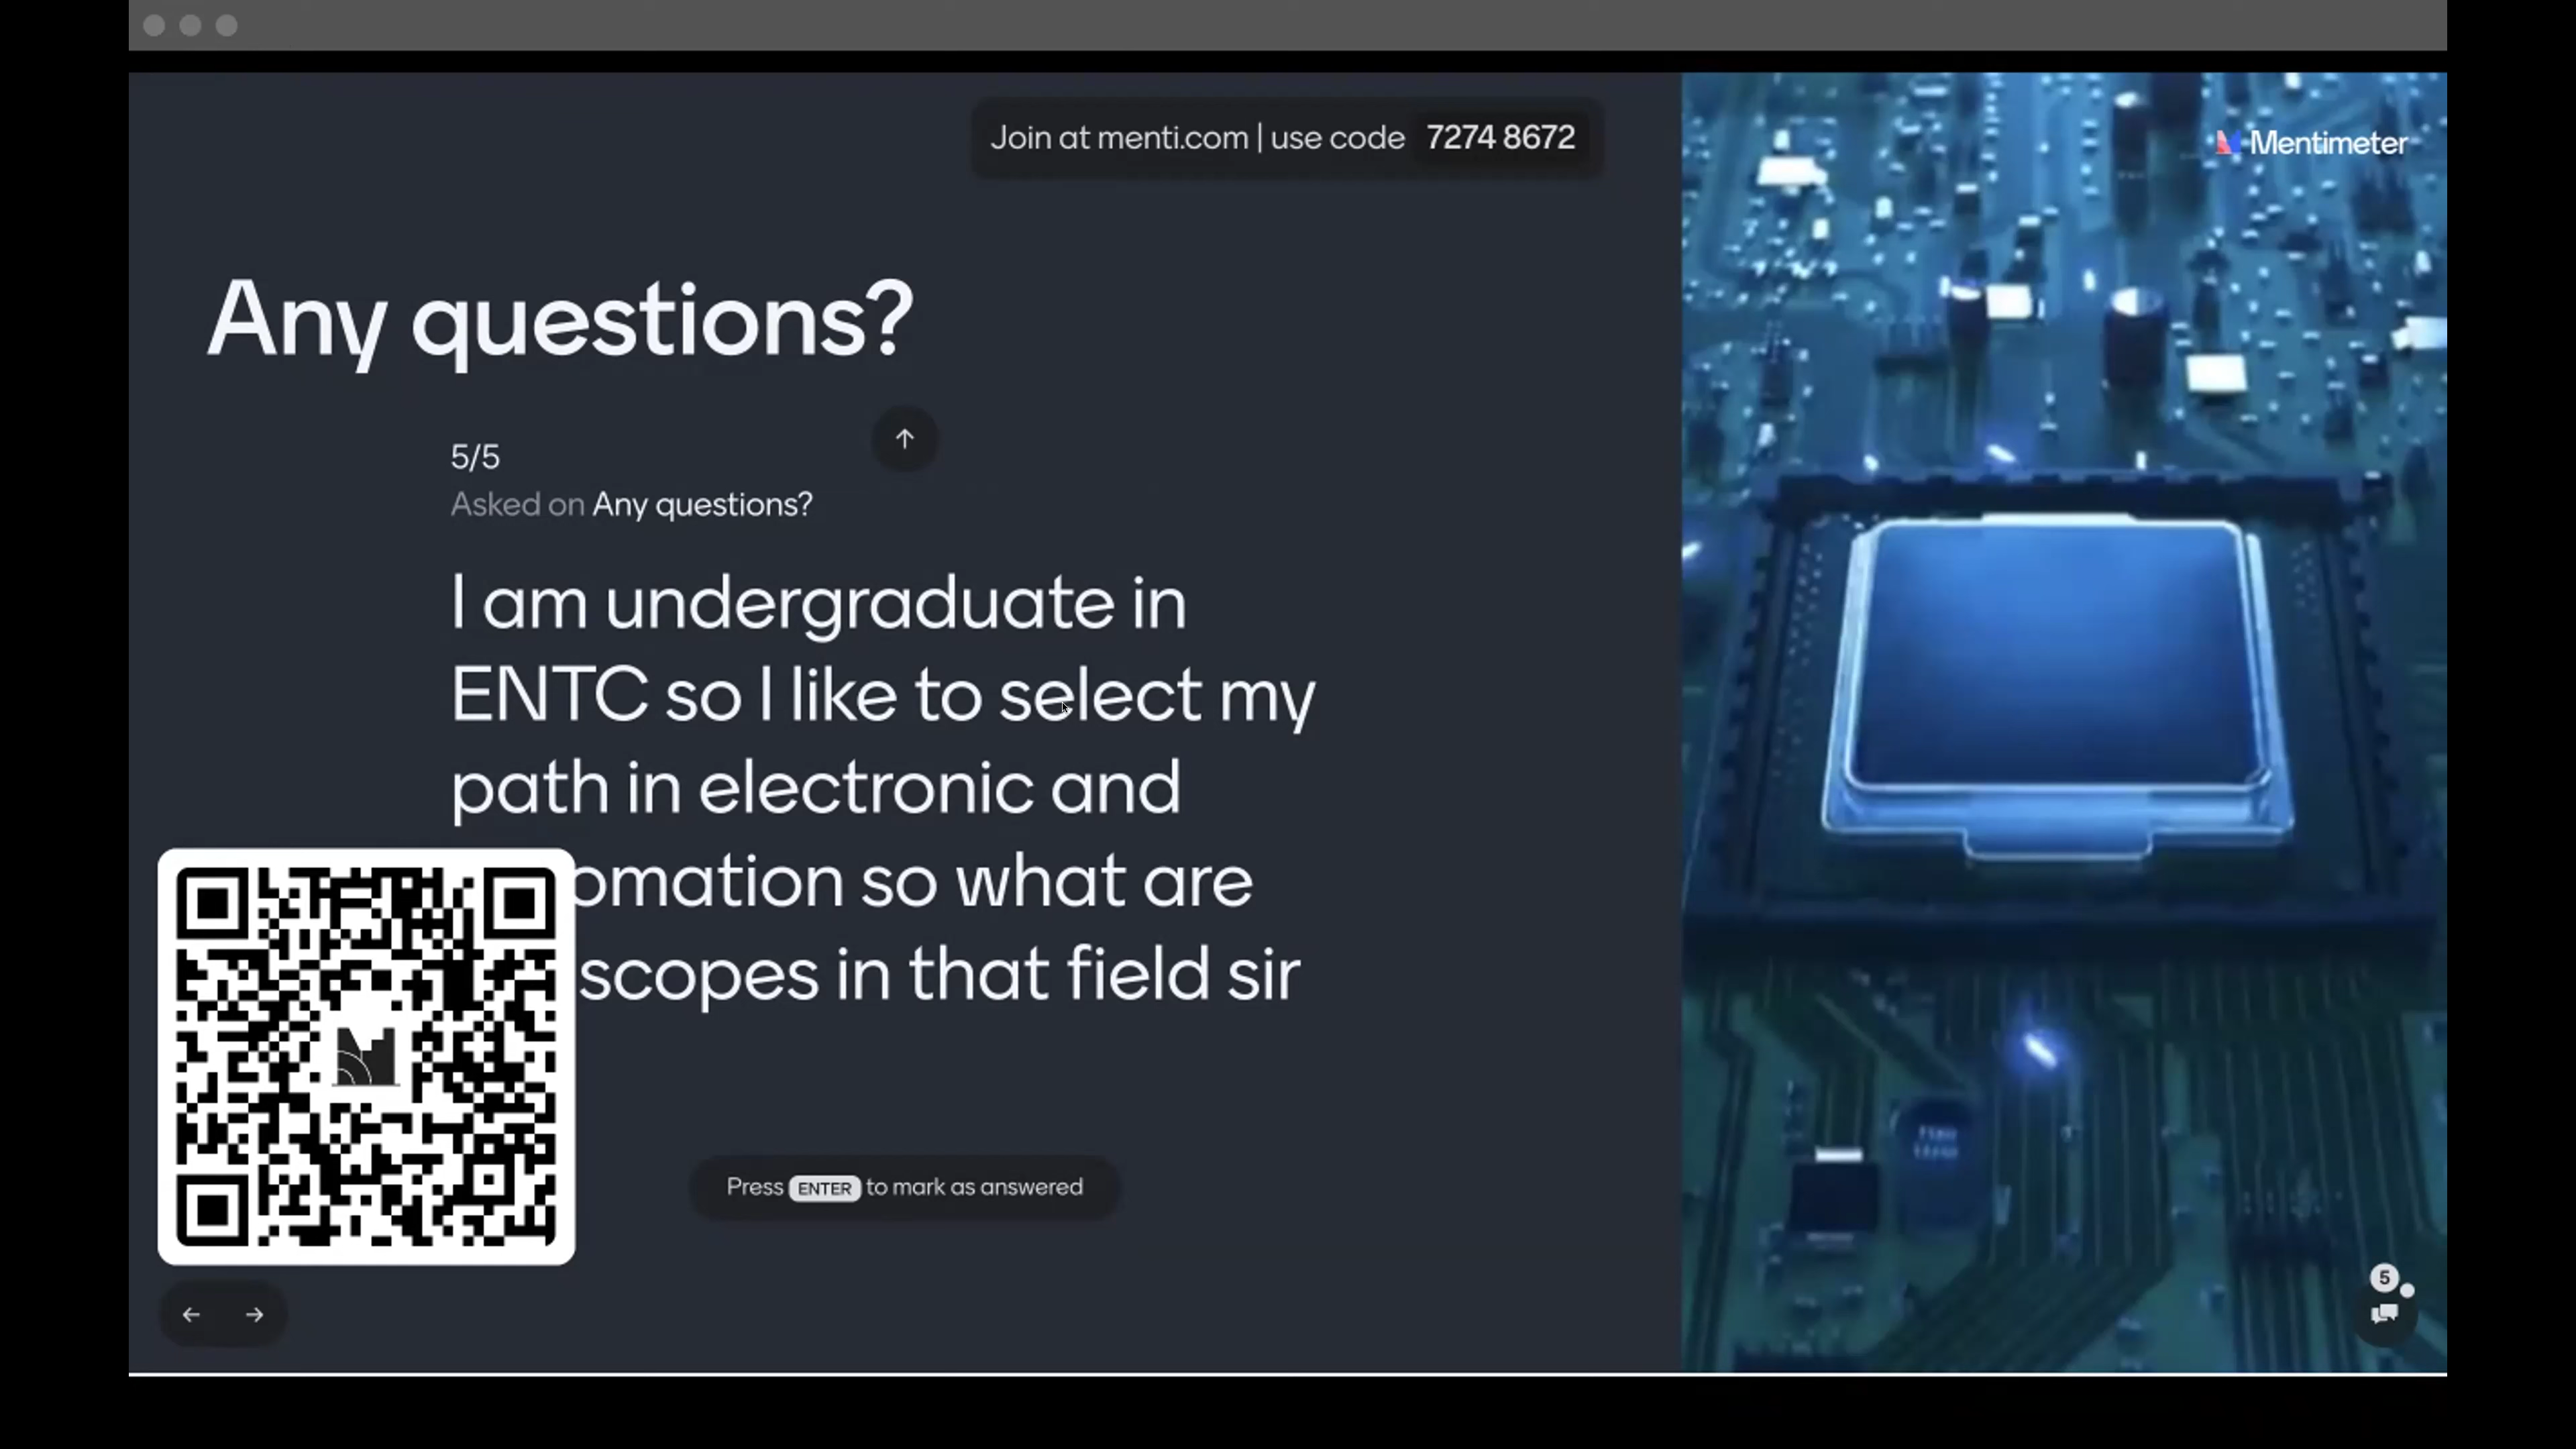 Join at menti.com | use code 7274 8672
Mentimeter
Any questions?
5/5
Asked on Any questions?
I am undergraduate in
ENTC so I like to select my
path in electronic and
omation so what are
scopes in that field sir
Press ENTER to mark as answered
5